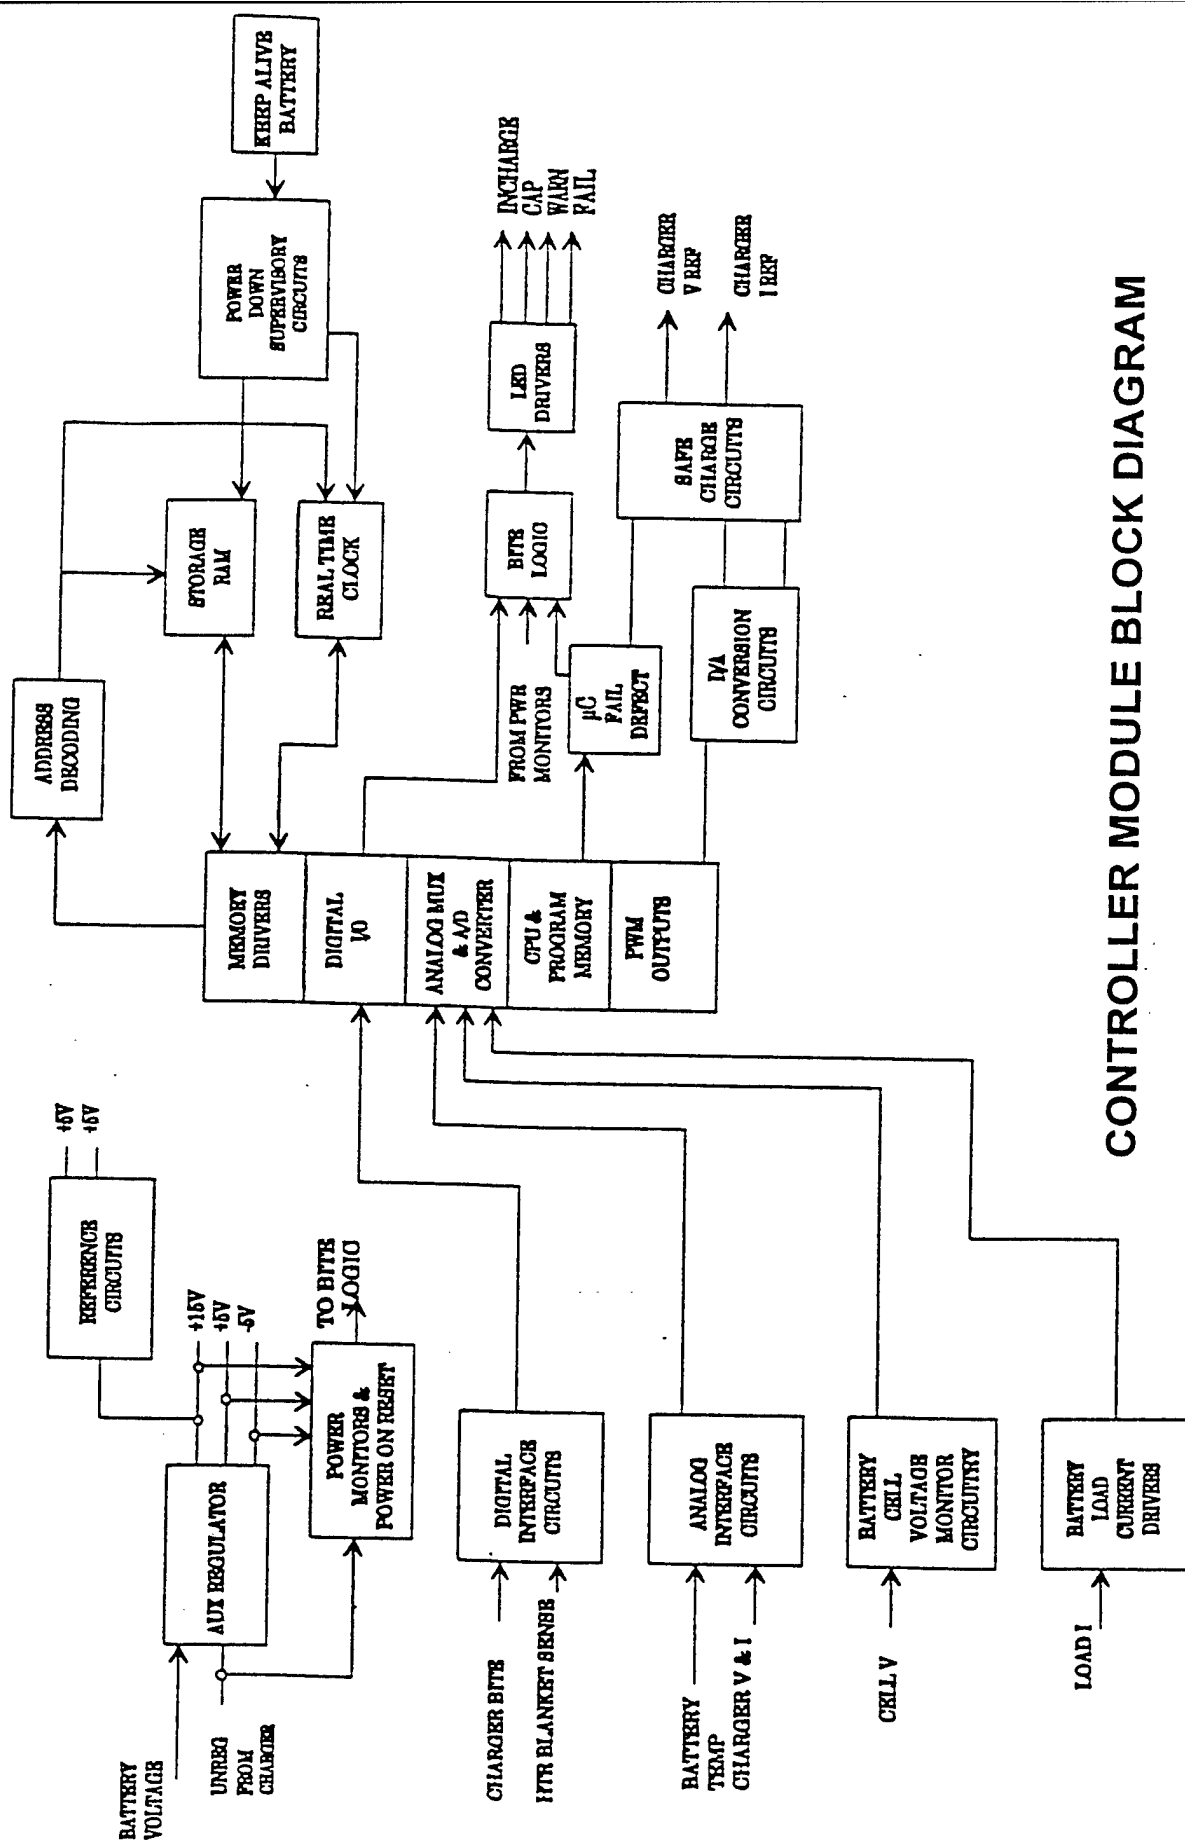 KEEP ALIVE
BATTERY
POWER
DOWN
SUPERVISORY
CIRCUITS
STORAGE
RAM
REAL TIME
CLOCK
ADDRESS
DECODING
INCHARGE
CAP
WARN
FAIL
LED
DRIVERS
BITE
LOGIC
CHARGER
V REF
CHARGER
I REF
SAFE
CHARGE
CIRCUITS
FROM PWR
MONITORS
µC
FAIL
DEFECT
D/A
CONVERSION
CIRCUITS
MEMORY
DRIVERS
DIGITAL
I/O
ANALOG MUX
& A/D
CONVERTER
CPU &
PROGRAM
MEMORY
PWM
OUTPUTS
+5V
+5V
REFERENCE
CIRCUITS
+15V
+5V
-5V
TO BITE
LOGIC
AUX REGULATOR
POWER
MONITORS &
POWER ON RESET
BATTERY
VOLTAGE
UNREG
FROM
CHARGER
DIGITAL
INTERFACE
CIRCUITS
CHARGER BITE
HTR BLANKET SENSE
ANALOG
INTERFACE
CIRCUITS
BATTERY
TEMP
CHARGER V & I
BATTERY
CELL
VOLTAGE
MONITOR
CIRCUITRY
CELL V
BATTERY
LOAD
CURRENT
DRIVERS
LOAD I
CONTROLLER MODULE BLOCK DIAGRAM